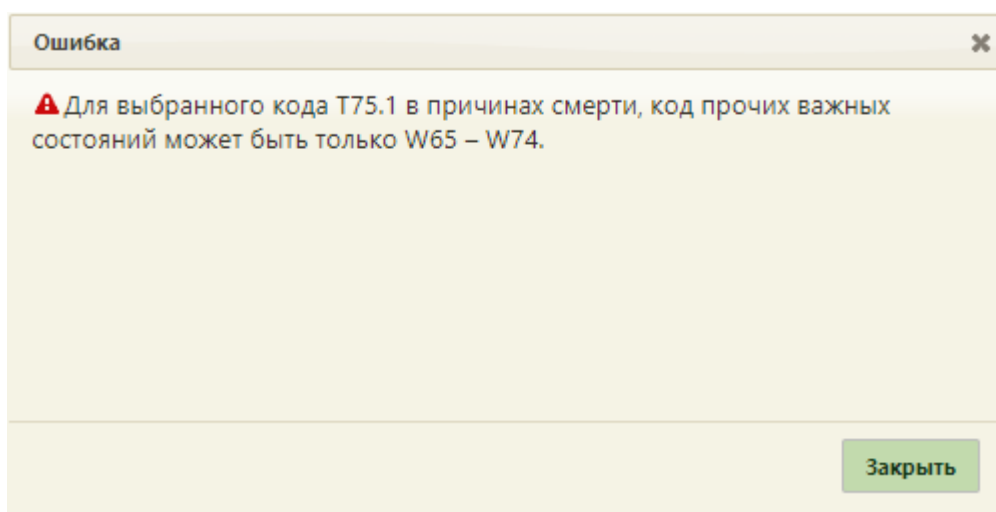 Ошибка
Для выбранного кода T75.1 в причинах смерти, код прочих важных
состояний может быть только W65 – W74.
Закрыть